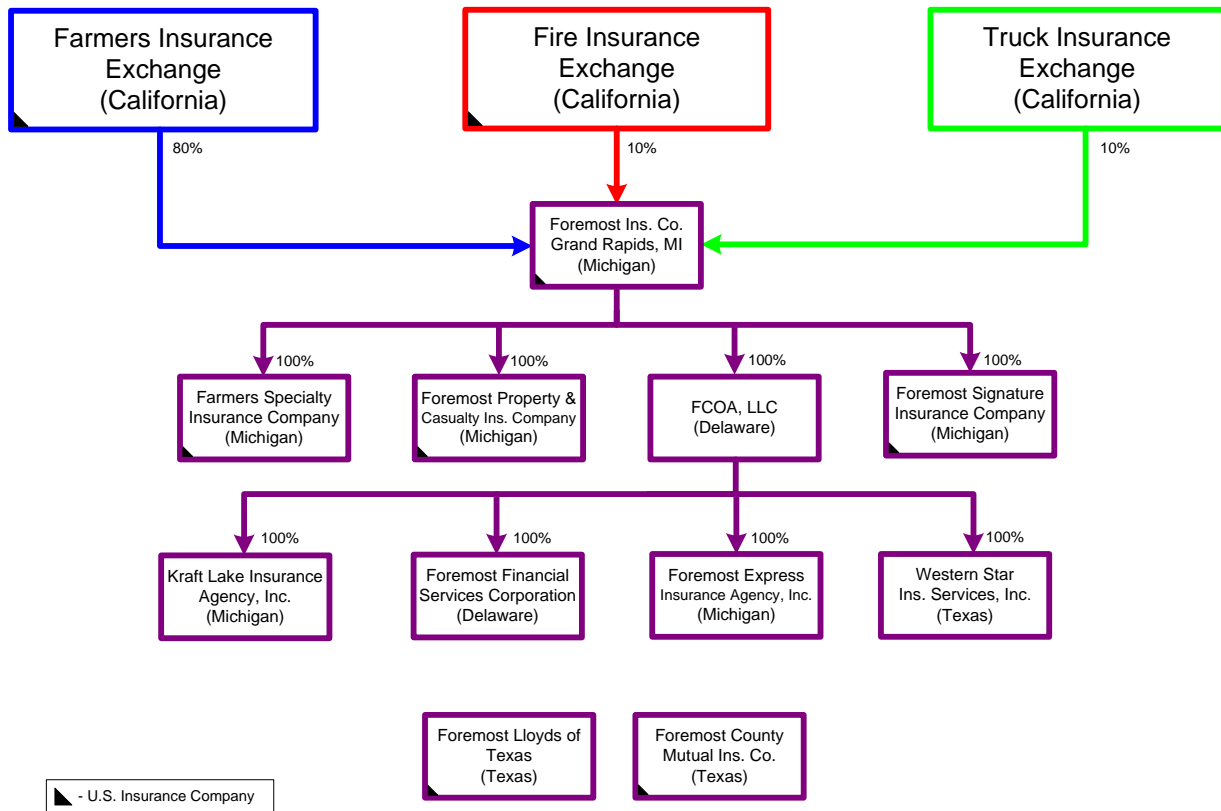 Farmers Insurance
Exchange
(California)
Fire Insurance
Exchange
(California)
Truck Insurance
Exchange
(California)
80%
10%
10%
Foremost Ins. Co.
Grand Rapids, MI
(Michigan)
100%
100%
100%
100%
Farmers Specialty
Insurance Company
(Michigan)
Foremost Property &
Casualty Ins. Company
(Michigan)
FCOA, LLC
(Delaware)
Foremost Signature
Insurance Company
(Michigan)
100%
100%
100%
100%
Kraft Lake Insurance
Agency, Inc.
(Michigan)
Foremost Financial
Services Corporation
(Delaware)
Foremost Express
Insurance Agency, Inc.
(Michigan)
Western Star
Ins. Services, Inc.
(Texas)
Foremost Lloyds of
Texas
(Texas)
Foremost County
Mutual Ins. Co.
(Texas)
- U.S. Insurance Company